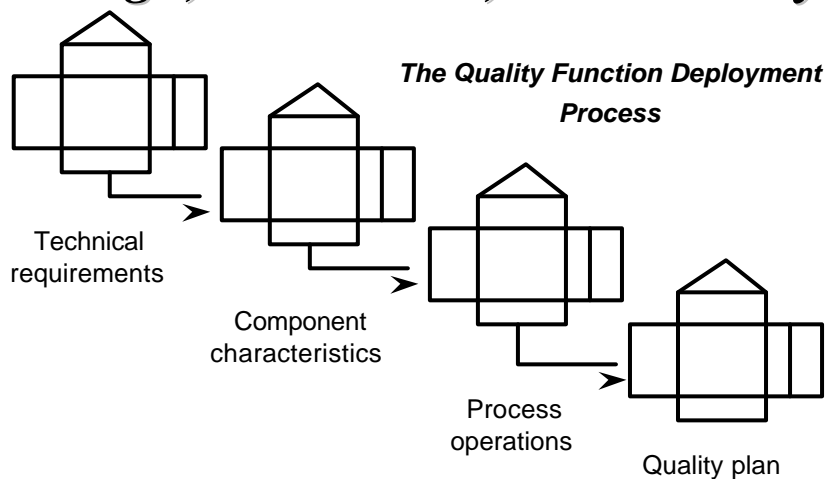 The Quality Function Deployment
Process
Technical
requirements
Component
characteristics
Process
operations
Quality plan